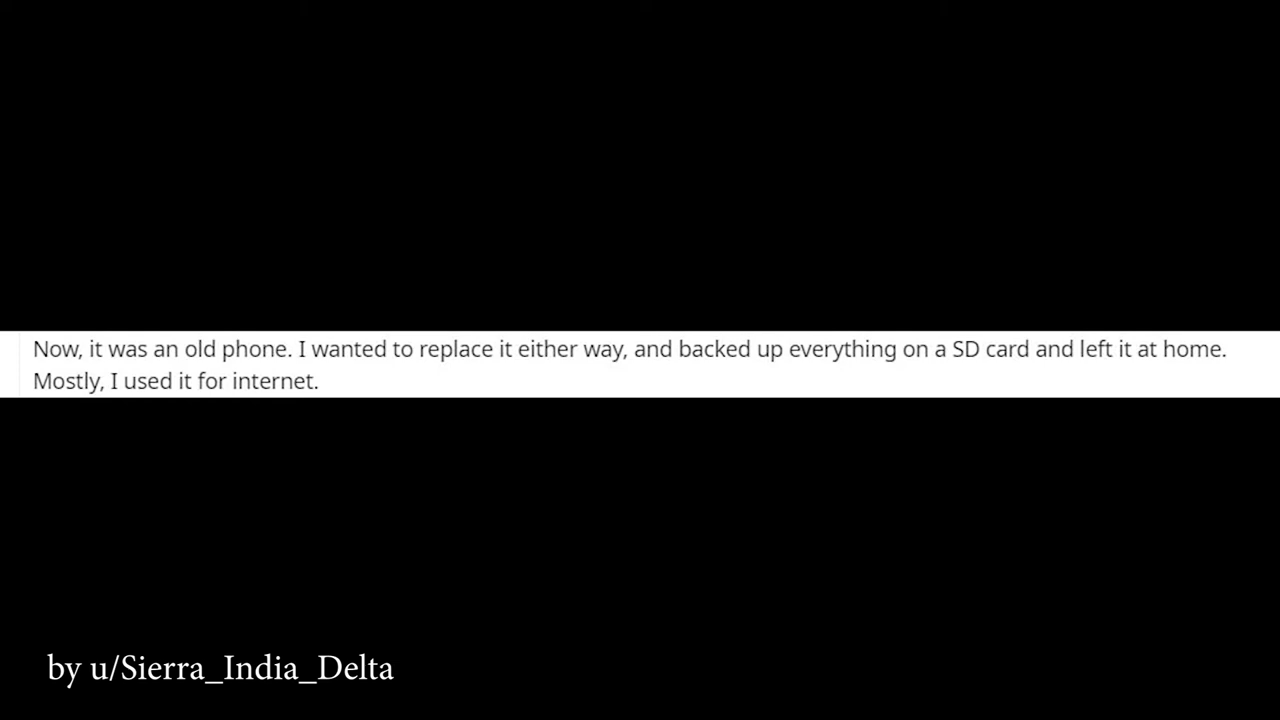 Now, it was an old phone. I wanted to replace it either way, and backed up everything on a SD card and left it at home.
Mostly, I used it for internet.
by u/Sierra_India_Delta